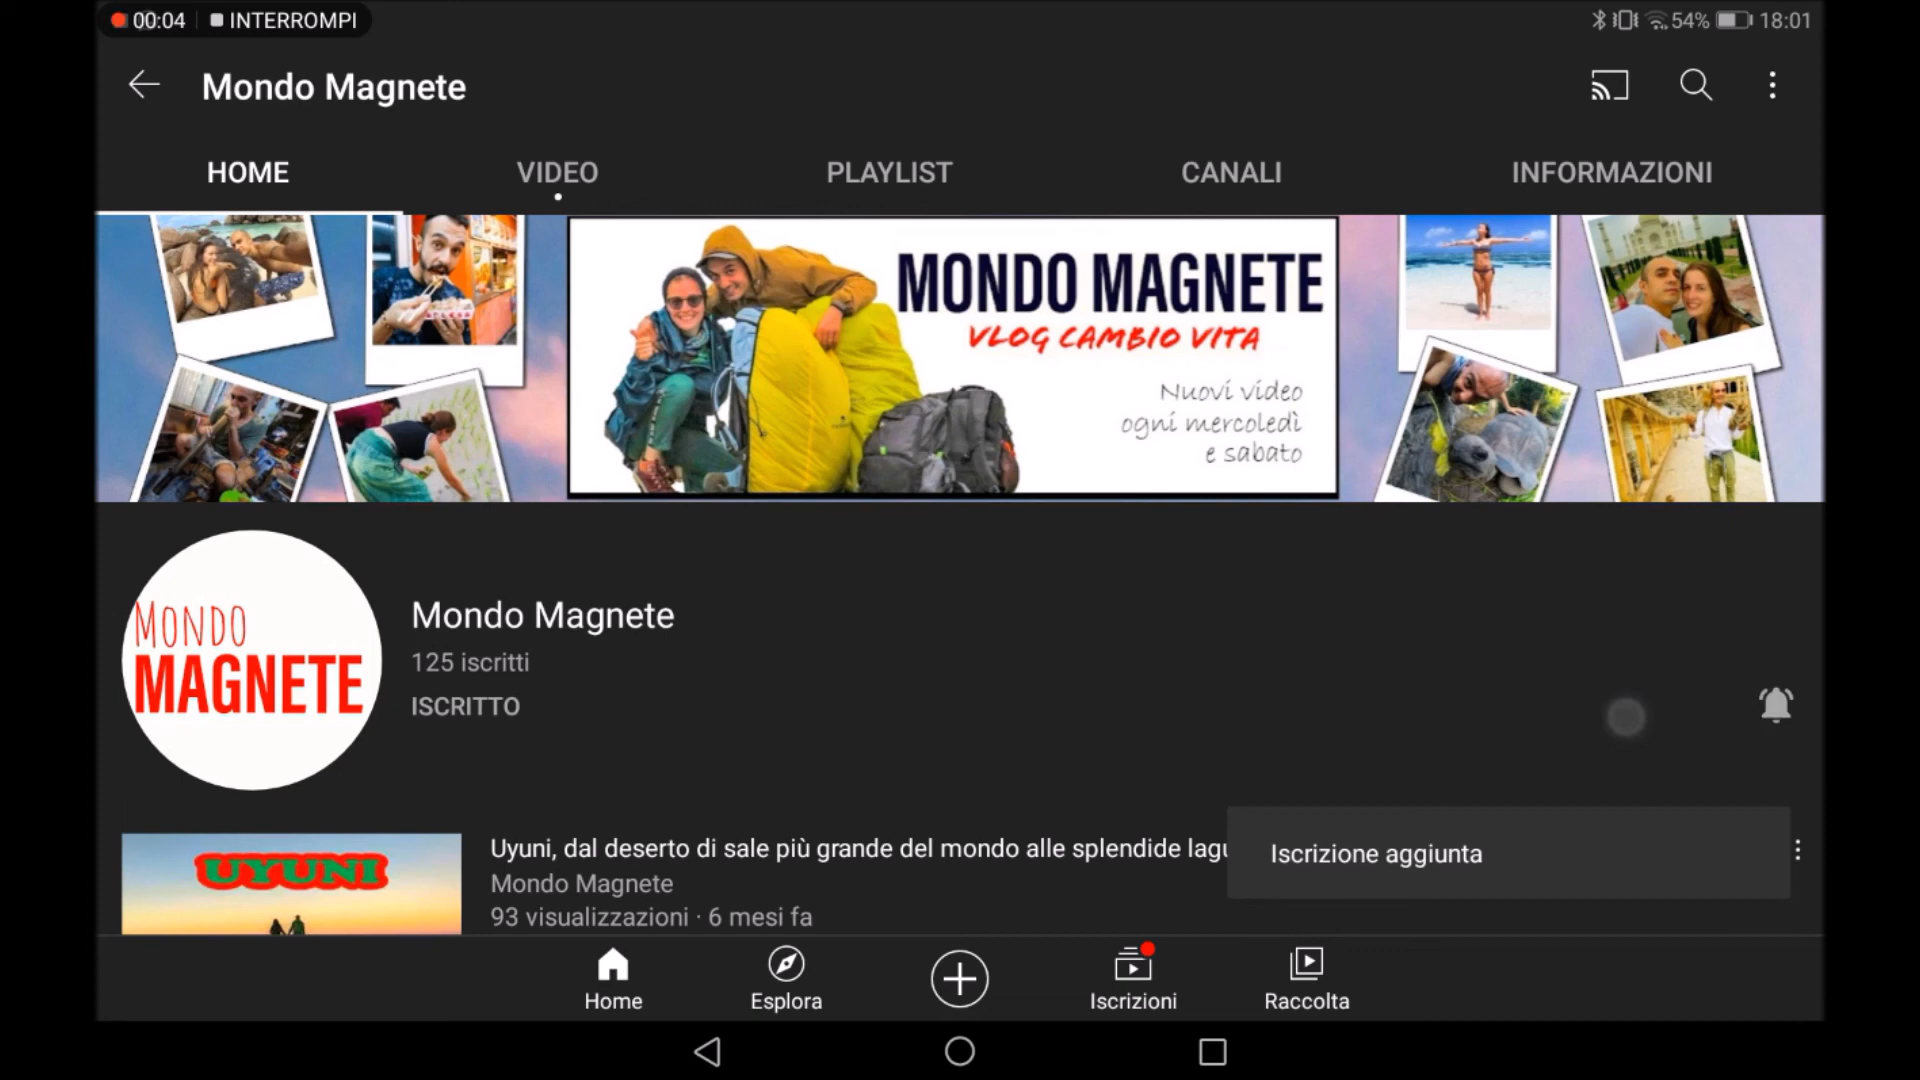 00:04 INTERROMPI
54% 18:01
Mondo Magnete
HOME VIDEO PLAYLIST CANALI INFORMAZIONI
MONDO MAGNETE
VLOG CAMBIO VITA
Nuovi video
ogni mercoledì
e sabato
MONDO
MAGNETE
Mondo Magnete
125 iscritti
ISCRITTO
UYUNI
Uyuni, dal deserto di sale più grande del mondo alle splendide lagu
Mondo Magnete
93 visualizzazioni · 6 mesi fa
Iscrizione aggiunta
Home Esplora Iscrizioni Raccolta